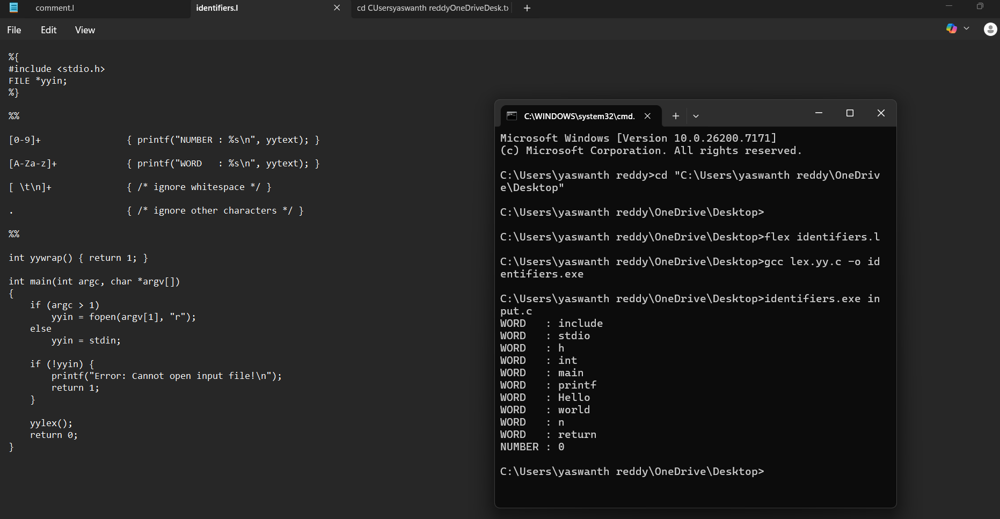 comment.l
identifiers.l
cd CUsersyaswanth reddyOneDriveDesk.t
File Edit View
%{
#include <stdio.h>
FILE *yyin;
%}
%%
[0-9]+                { printf("NUMBER : %s\n", yytext); }
[A-Za-z]+             { printf("WORD   : %s\n", yytext); }
[ \t\n]+              { /* ignore whitespace */ }
.                     { /* ignore other characters */ }
%%
int yywrap() { return 1; }
int main(int argc, char *argv[])
{
    if (argc > 1)
        yyin = fopen(argv[1], "r");
    else
        yyin = stdin;
    if (!yyin) {
        printf("Error: Cannot open input file!\n");
        return 1;
    }
    yylex();
    return 0;
}
C:\WINDOWS\system32\cmd.
Microsoft Windows [Version 10.0.26200.7171]
(c) Microsoft Corporation. All rights reserved.
C:\Users\yaswanth reddy>cd "C:\Users\yaswanth reddy\OneDriv
e\Desktop"
C:\Users\yaswanth reddy\OneDrive\Desktop>
C:\Users\yaswanth reddy\OneDrive\Desktop>flex identifiers.l
C:\Users\yaswanth reddy\OneDrive\Desktop>gcc lex.yy.c -o id
entifiers.exe
C:\Users\yaswanth reddy\OneDrive\Desktop>identifiers.exe in
put.c
WORD   : include
WORD   : stdio
WORD   : h
WORD   : int
WORD   : main
WORD   : printf
WORD   : Hello
WORD   : world
WORD   : n
WORD   : return
NUMBER : 0
C:\Users\yaswanth reddy\OneDrive\Desktop>